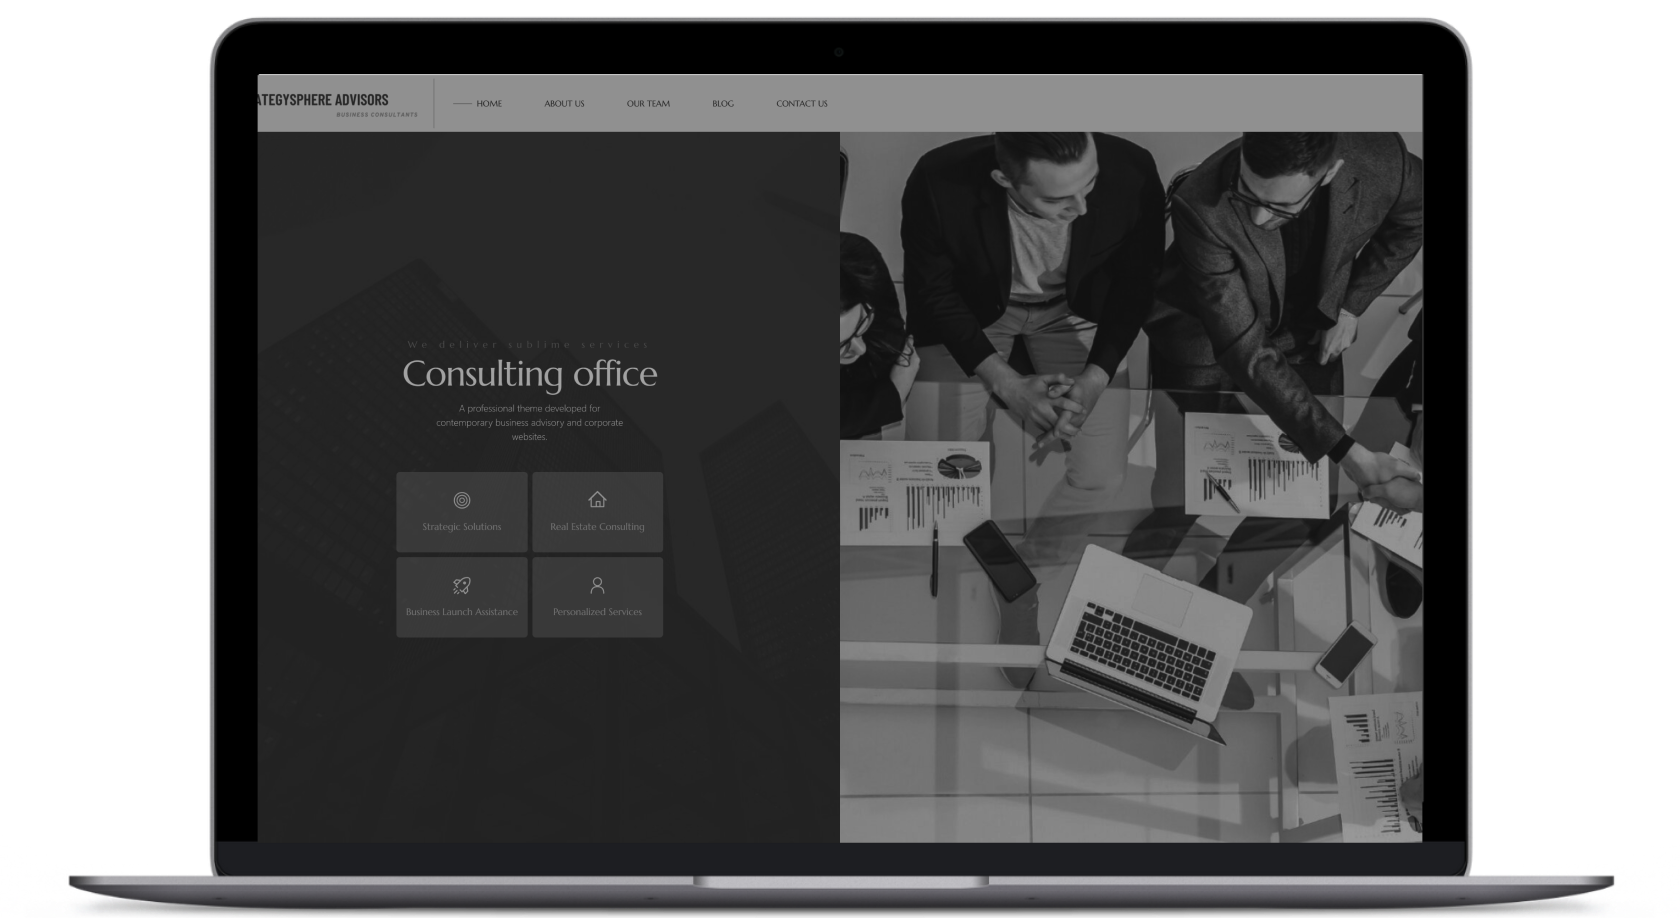 ATEGYSPHERE ADVISORS
BUSINESS CONSULTANTS
HOME
ABOUT US
OUR TEAM
BLOG
CONTACT US
We deliver sublime services
Consulting office
A professional theme developed for
contemporary business advisory and corporate
websites.
Strategic Solutions
Real Estate Consulting
Business Launch Assistance
Personalized Services